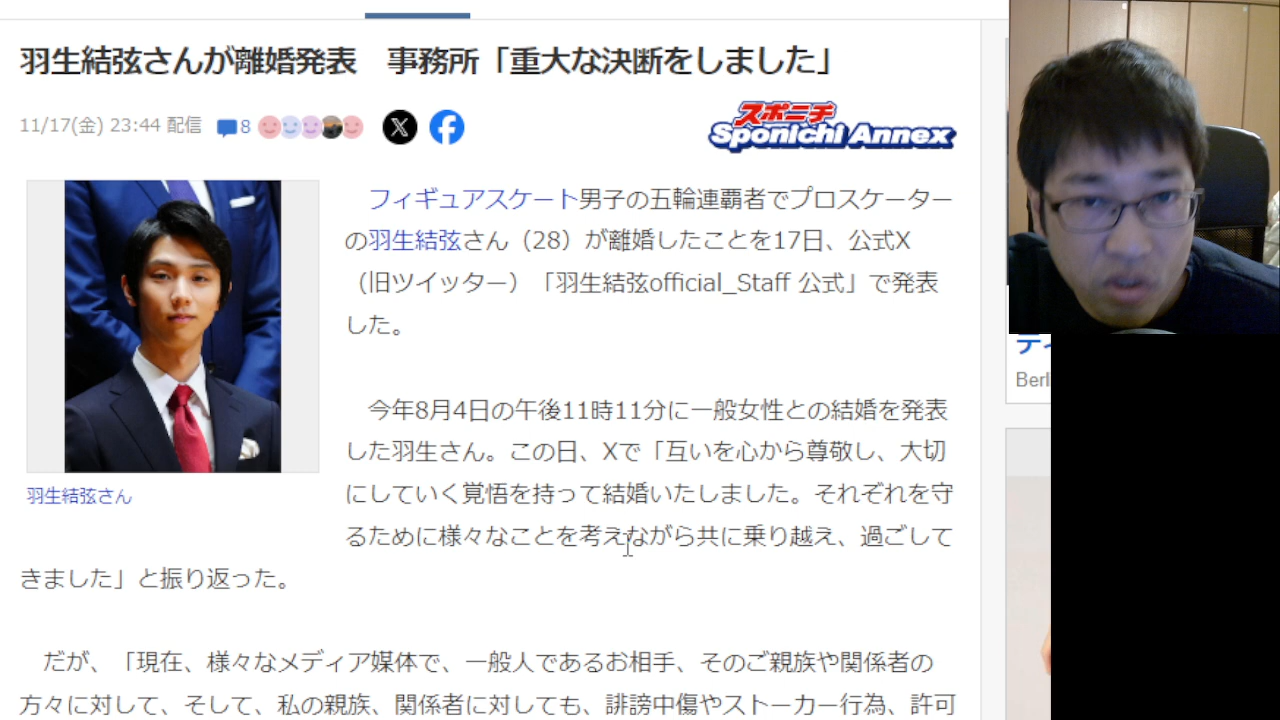 羽生結弦さんが離婚発表　事務所「重大な決断をしました」
11/17(金) 23:44 配信 8
スポニチ
Sponichi Annex
フィギュアスケート男子の五輪連覇者でプロスケーター
の羽生結弦さん（28）が離婚したことを17日、公式X
（旧ツイッター）「羽生結弦official_Staff 公式」で発表
した。
今年8月4日の午後11時11分に一般女性との結婚を発表
した羽生さん。この日、Xで「互いを心から尊敬し、大切
にしていく覚悟を持って結婚いたしました。それぞれを守
るために様々なことを考えながら共に乗り越え、過ごして
きました」と振り返った。
羽生結弦さん
だが、「現在、様々なメディア媒体で、一般人であるお相手、そのご親族や関係者の
方々に対して、そして、私の親族、関係者に対しても、誹謗中傷やストーカー行為、許可
Berl